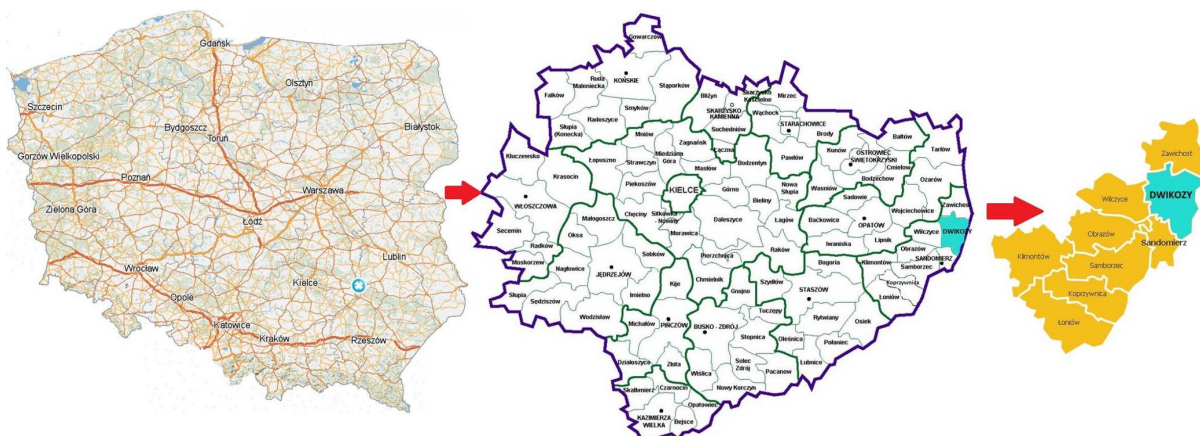 Gdańsk
Olsztyn
Szczecin
Bydgoszcz
Białystok
Toruń
Gorzów Wielkopolski
Poznań
Warszawa
Zielona Góra
Łódź
Lublin
Wrocław
Kielce
Opole
Katowice
Kraków
Rzeszów
Gowarczów
KOŃSKIE
Ruda
Maleniecka
Fałków
Stąporków
Smyków
Radoszyce
Słupia
(Konecka)
Bliżyn
Skarżysko
Kościelne
Mirzec
SKARŻYSKO
KAMIENNA
Wąchock
STARACHOWICE
Suchedniów
Brody
Bałtów
Mniów
Zagnańsk
Łączna
Kunów
OSTROWIEC
ŚWIĘTOKRZYSKI
Tarłów
Kluczewsko
Łopuszno
Miedziana
Góra
Strawczyn
Masłów
Bodzentyn
Pawłów
Ćmielów
Bodzechów
Krasocin
Piekoszów
KIELCE
Górno
Bieliny
Nowa
Słupia
Waśniów
Sadowie
Ożarów
WŁOSZCZOWA
Małogoszcz
Chęciny
Sitkówka
- Nowiny
Daleszyce
Łagów
Baćkowice
OPATÓW
Wojciechowice
Zawichost
Secemin
Oksa
Morawica
Iwaniska
Lipnik
Wilczyce
DWIKOZY
Radków
Moskorzew
Sobków
Pierzchnica
Raków
Obrazów
SANDOMIERZ
Nagłowice
JĘDRZEJÓW
Chmielnik
Bogoria
Klimontów
Samborzec
Słupia
Sędziszów
Imielno
Kije
Gnojno
Szydłów
STASZÓW
Koprzywnica
Łoniów
Wodzisław
Michałów
PIŃCZÓW
BUSKO - ZDRÓJ
Tuczępy
Rytwiany
Osiek
Stopnica
Oleśnica
Połaniec
Działoszyce
Złota
Wiślica
Solec
Zdrój
Pacanów
Łubnice
Skalbmierz
Czarnocin
Nowy Korczyn
Opatowiec
KAZIMIERZA
WIELKA
Bejsce
Zawichost
DWIKOZY
Wilczyce
Obrazów
Sandomierz
Klimontów
Samborzec
Koprzywnica
Łoniów